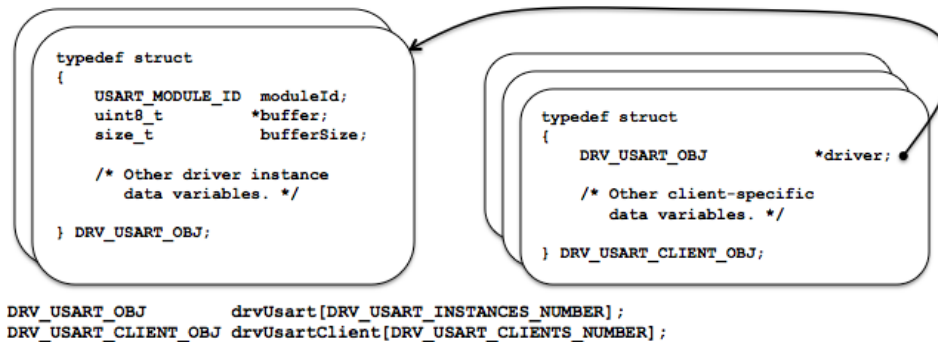 typedef struct
{
    USART_MODULE_ID  moduleId;
    uint8_t         *buffer;
    size_t           bufferSize;
    /* Other driver instance
       data variables. */
} DRV_USART_OBJ;
typedef struct
{
    DRV_USART_OBJ         *driver;
    /* Other client-specific
       data variables. */
} DRV_USART_CLIENT_OBJ;
DRV_USART_OBJ        drvUsart[DRV_USART_INSTANCES_NUMBER];
DRV_USART_CLIENT_OBJ drvUsartClient[DRV_USART_CLIENTS_NUMBER];